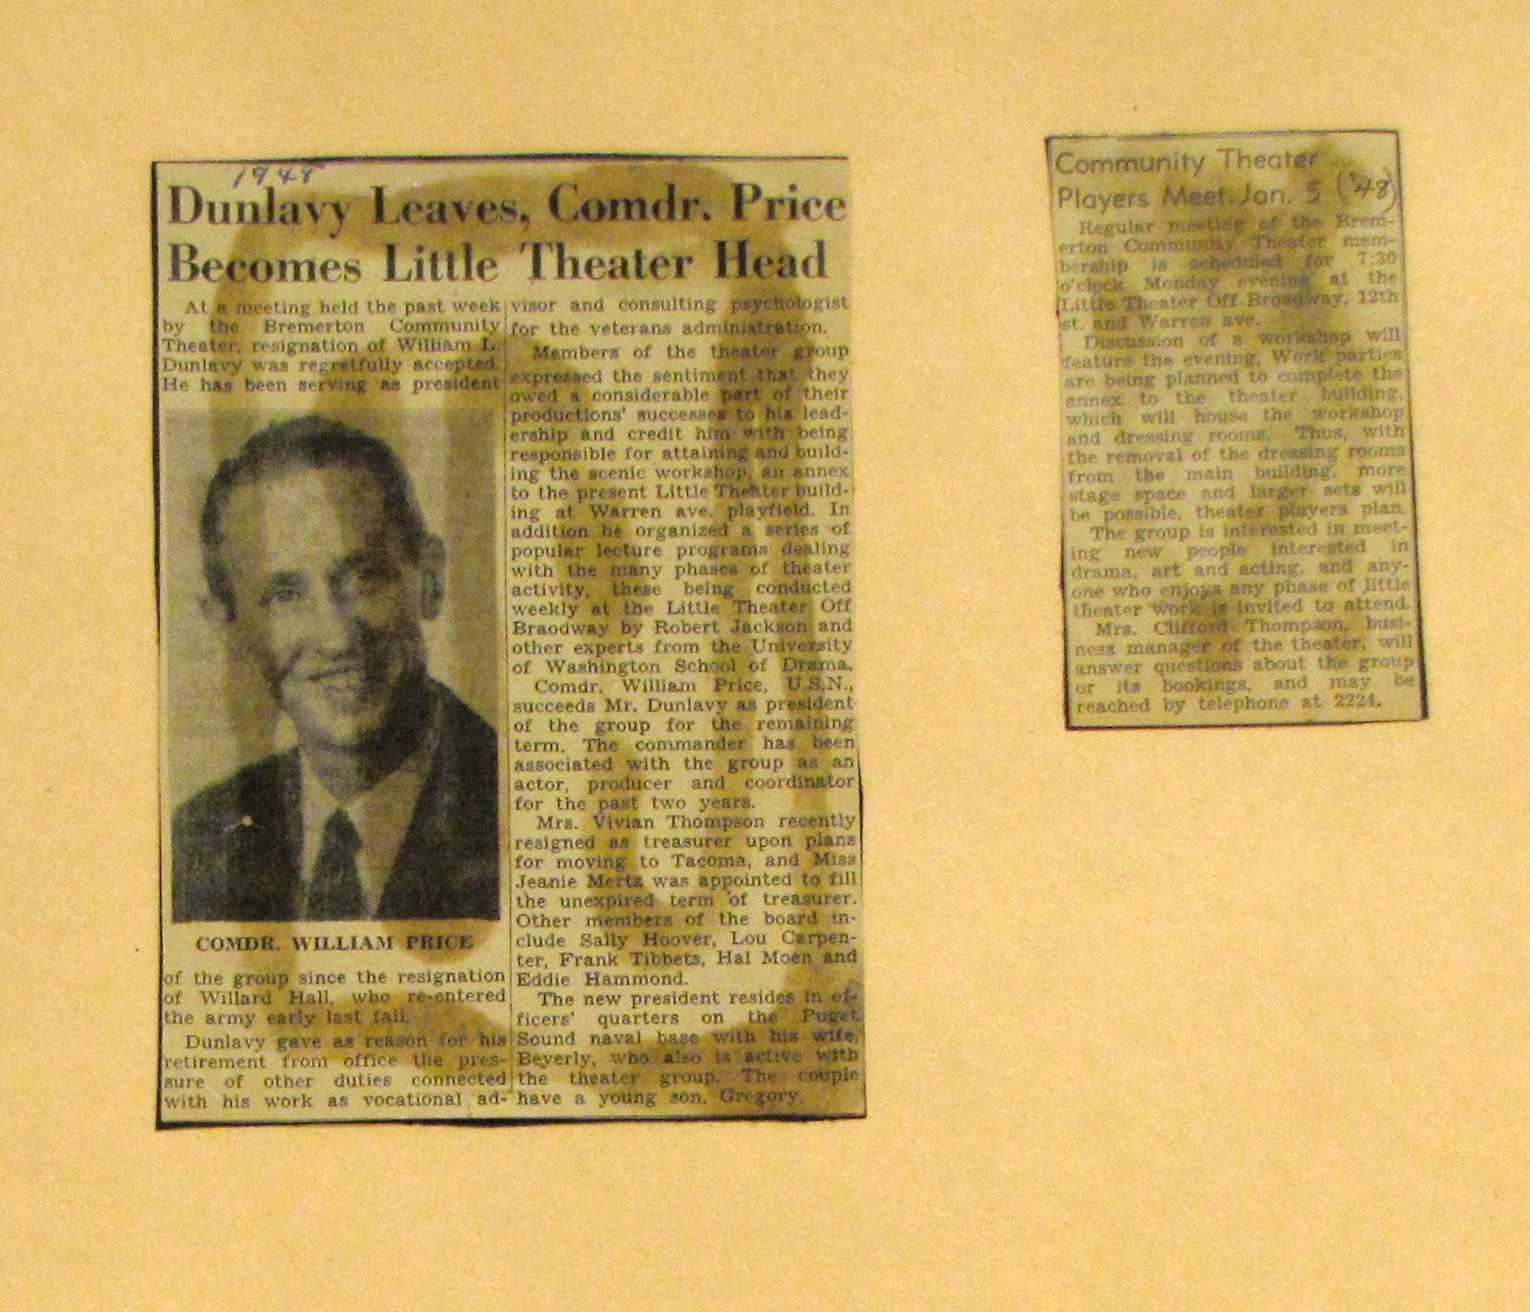 1948
Dunlavy Leaves, Comdr. Price
Becomes Little Theater Head
At a meeting held the past week
by the Bremerton Community
Theater, resignation of William L.
Dunlavy was regretfully accepted.
He has been serving as president
COMDR. WILLIAM PRICE
of the group since the resignation
of Willard Hall, who re-entered
the army early last fall.
Dunlavy gave as reason for his
retirement from office the pres-
sure of other duties connected
with his work as vocational ad-
visor and consulting psychologist
for the veterans administration.
Members of the theater group
expressed the sentiment that they
owed a considerable part of their
productions' successes to his lead-
ership and credit him with being
responsible for attaining and build-
ing the scenic workshop, an annex
to the present Little Theater build-
ing at Warren ave. playfield. In
addition he organized a series of
popular lecture programs dealing
with the many phases of theater
activity, these being conducted
weekly at the Little Theater Off
Braodway by Robert Jackson and
other experts from the University
of Washington School of Drama.
Comdr. William Price, U.S.N.,
succeeds Mr. Dunlavy as president
of the group for the remaining
term. The commander has been
associated with the group as an
actor, producer and coordinator
for the past two years.
Mrs. Vivian Thompson recently
resigned as treasurer upon plans
for moving to Tacoma, and Miss
Jeanie Mertz was appointed to fill
the unexpired term of treasurer.
Other members of the board in-
clude Sally Hoover, Lou Carpen-
ter, Frank Tibbets, Hal Moen and
Eddie Hammond.
The new president resides in of-
ficers' quarters on the Puget
Sound naval base with his wife,
Beverly, who also is active with
the theater group. The couple
have a young son, Gregory.
Community Theater
Players Meet Jan. 5 ('48)
Regular meeting of the Brem-
erton Community Theater mem-
bership is scheduled for 7:30
o'clock Monday evening at the
Little Theater Off Broadway, 12th
st. and Warren ave.
Discussion of a workshop will
feature the evening. Work parties
are being planned to complete the
annex to the theater building,
which will house the workshop
and dressing rooms. Thus, with
the removal of the dressing rooms
from the main building, more
stage space and larger sets will
be possible, theater players plan.
The group is interested in meet-
ing new people interested in
drama, art and acting, and any-
one who enjoys any phase of little
theater work is invited to attend.
Mrs. Clifford Thompson, busi-
ness manager of the theater, will
answer questions about the group
or its bookings, and may be
reached by telephone at 2224.